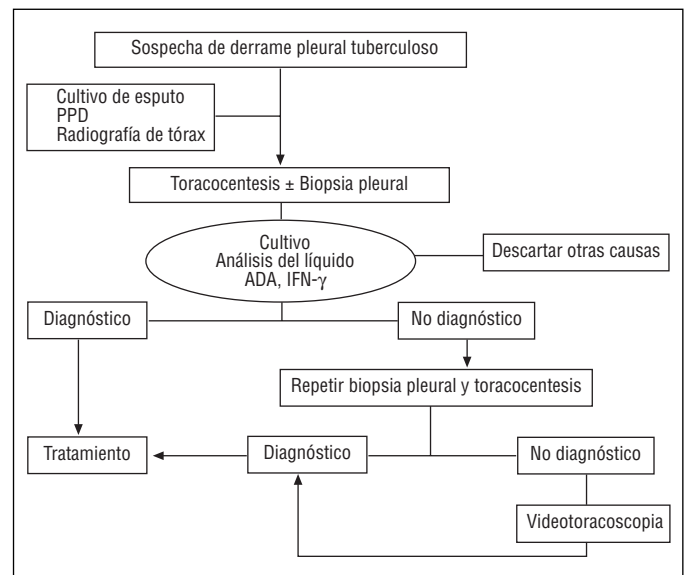 Sospecha de derrame pleural tuberculoso
Cultivo de esputo
PPD
Radiografía de tórax
Toracocentesis ± Biopsia pleural
Cultivo
Análisis del líquido
ADA, IFN-γ
Descartar otras causas
Diagnóstico
No diagnóstico
Repetir biopsia pleural y toracocentesis
Tratamiento
Diagnóstico
No diagnóstico
Videotoracoscopia